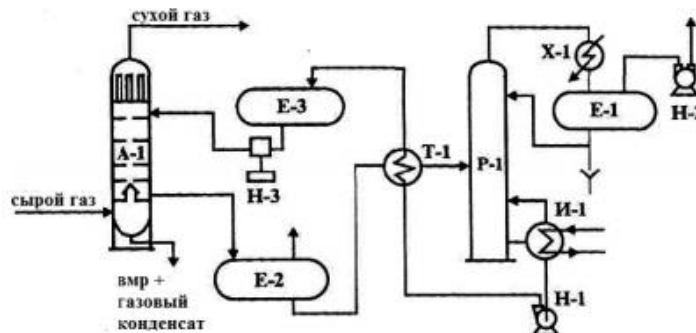 сухой газ
Х-1
Е-3
Е-1
Н-2
А-1
Т-1
Р-1
Н-3
сырой газ
И-1
Е-2
вмр +
газовый
конденсат
Н-1